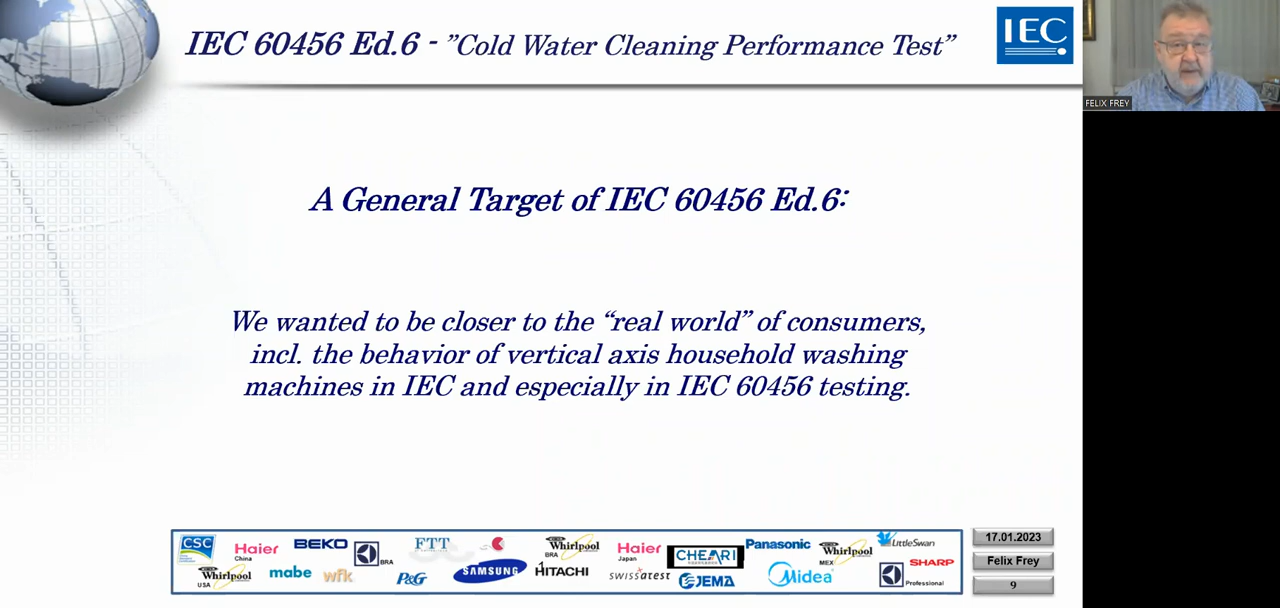 IEC 60456 Ed.6 - ”Cold Water Cleaning Performance Test”
IEC
FELIX FREY
A General Target of IEC 60456 Ed.6:
We wanted to be closer to the “real world” of consumers,
incl. the behavior of vertical axis household washing
machines in IEC and especially in IEC 60456 testing.
CSC
Haier
China
BEKO
BRA
FTT
Whirlpool
BRA
Haier
Japan
CHEARI
Panasonic
Whirlpool
MEX
LittleSwan
Whirlpool
USA
mabe
wfk
P&G
SAMSUNG
HITACHI
swissatest
JEMA
Midea
SHARP
Professional
17.01.2023
Felix Frey
9